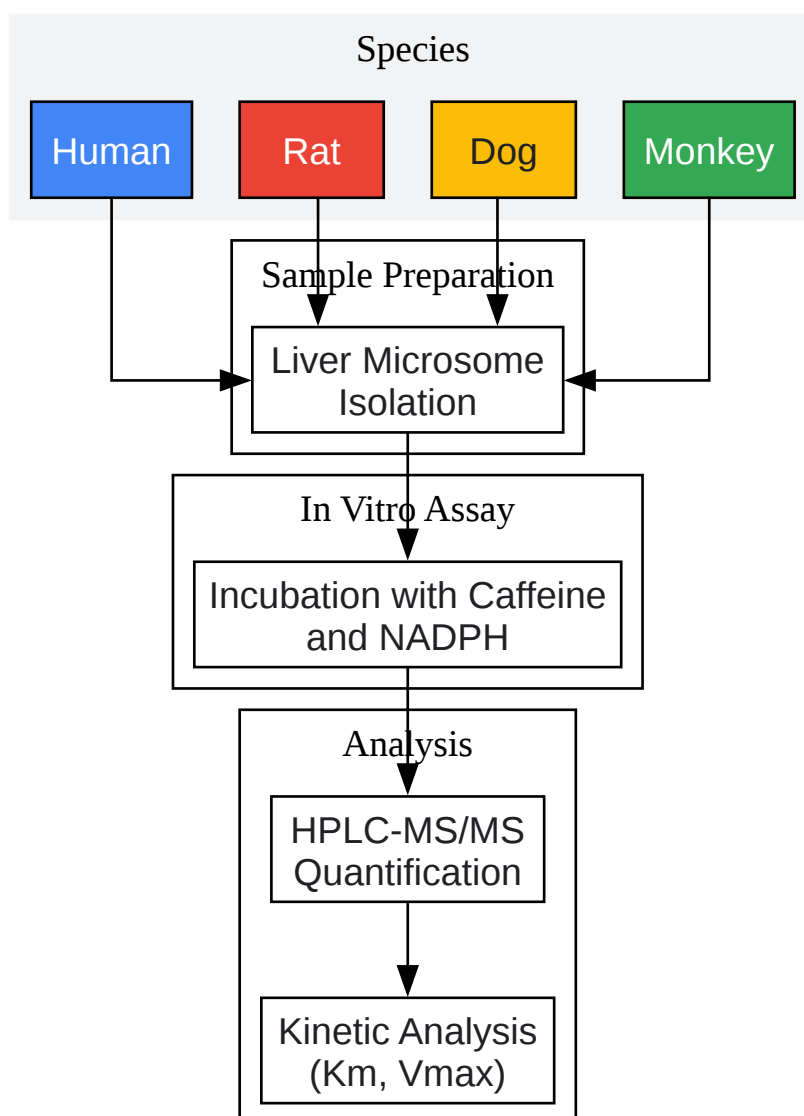 Species
Human
Rat
Dog
Monkey
Sample Preparation
Liver Microsome
Isolation
In Vitro Assay
Incubation with Caffeine
and NADPH
Analysis
HPLC-MS/MS
Quantification
Kinetic Analysis
(Km, Vmax)